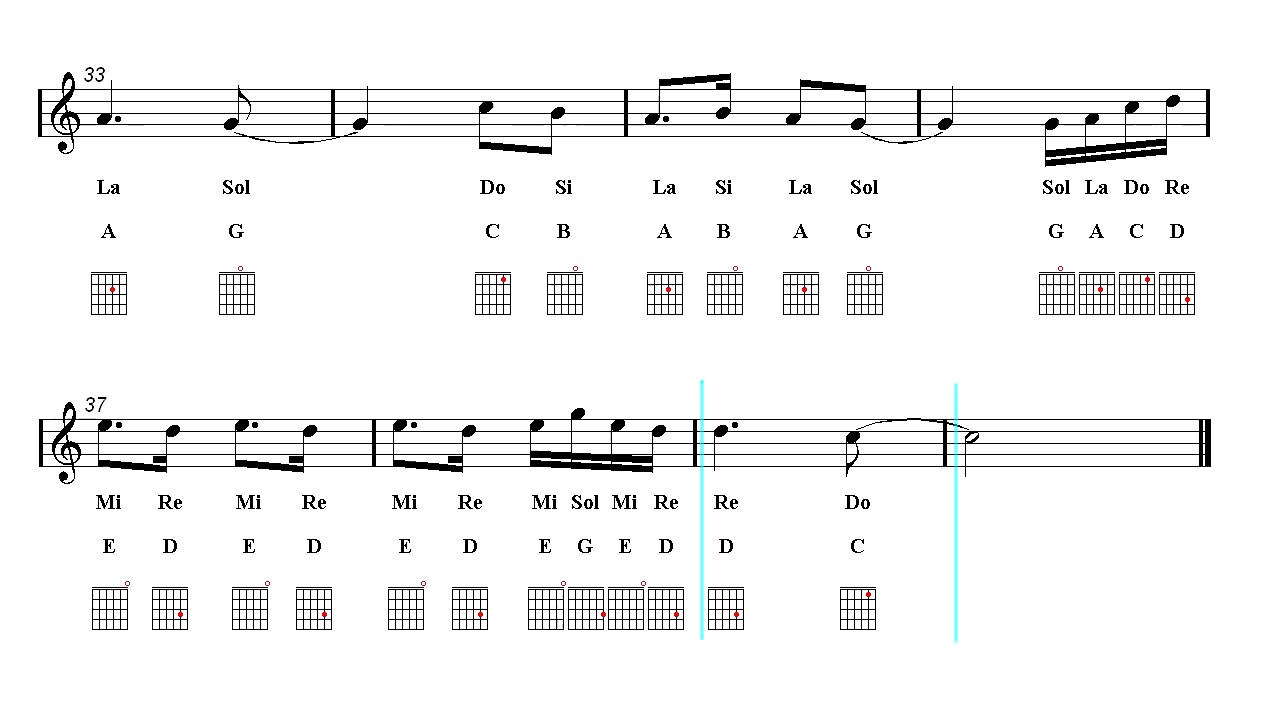 33
La Sol Do Si La Si La Sol Sol La Do Re
A G C B A B A G G A C D
37
Mi Re Mi Re Mi Re Mi Sol Mi Re Re Do
E D E D E D E G E D D C